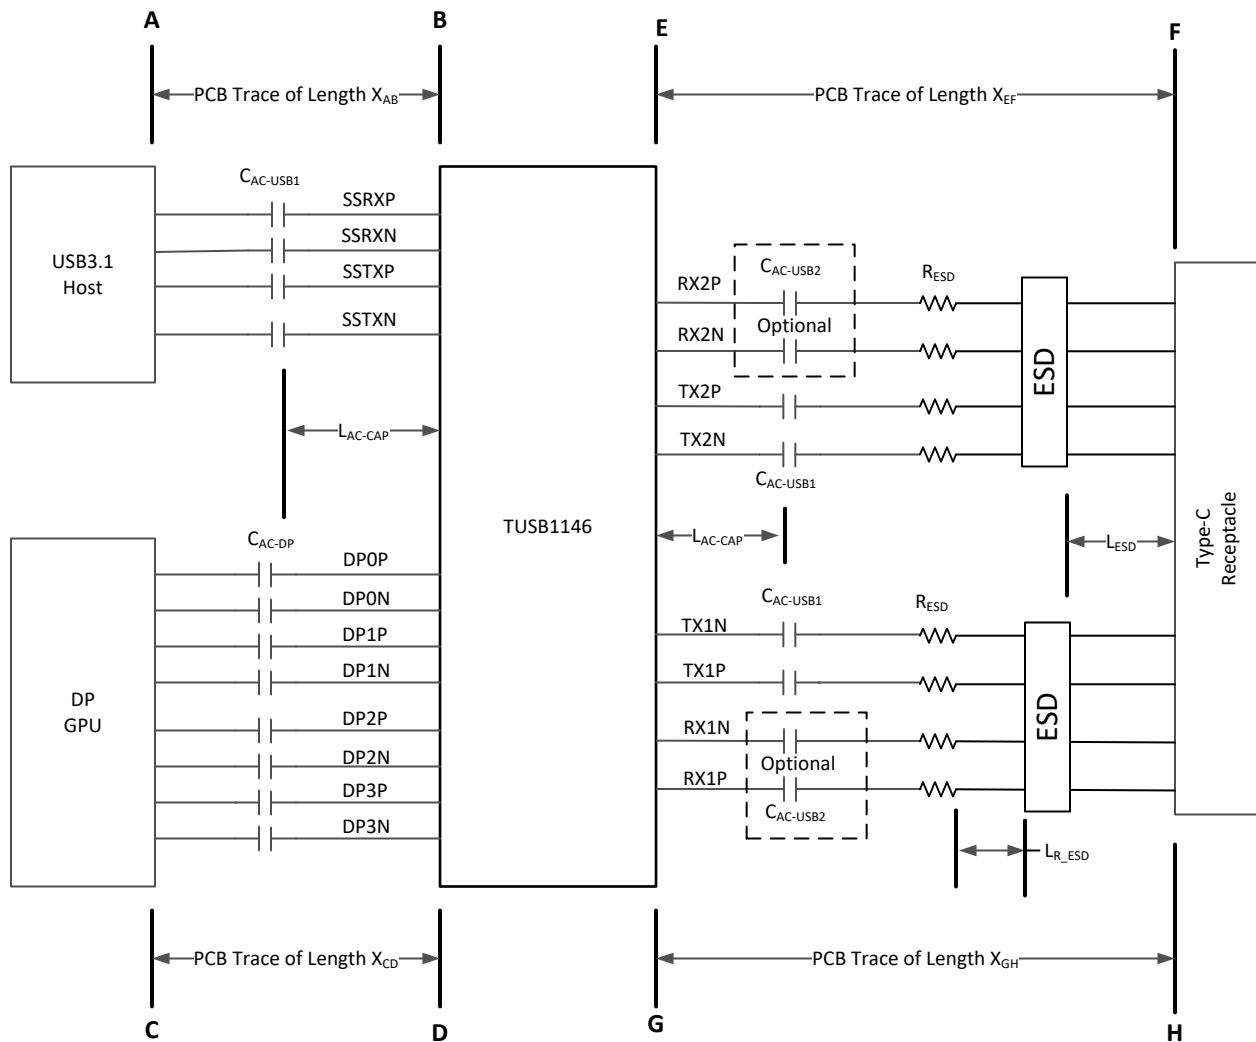 A
B
E
F
PCB Trace of Length XAB
PCB Trace of Length XEF
CAC-USB1
SSRXP
SSRXN
SSTXP
SSTXN
USB3.1
Host
CAC-USB2
RESD
RX2P
Optional
RX2N
TX2P
TX2N
CAC-USB1
ESD
LAC-CAP
TUSB1146
LAC-CAP
LESD
Type-C
Receptacle
CAC-DP
DP0P
DP0N
DP1P
DP1N
DP2P
DP2N
DP3P
DP3N
DP
GPU
CAC-USB1
RESD
TX1N
TX1P
RX1N
Optional
RX1P
CAC-USB2
ESD
LR_ESD
PCB Trace of Length XCD
PCB Trace of Length XGH
C
D
G
H